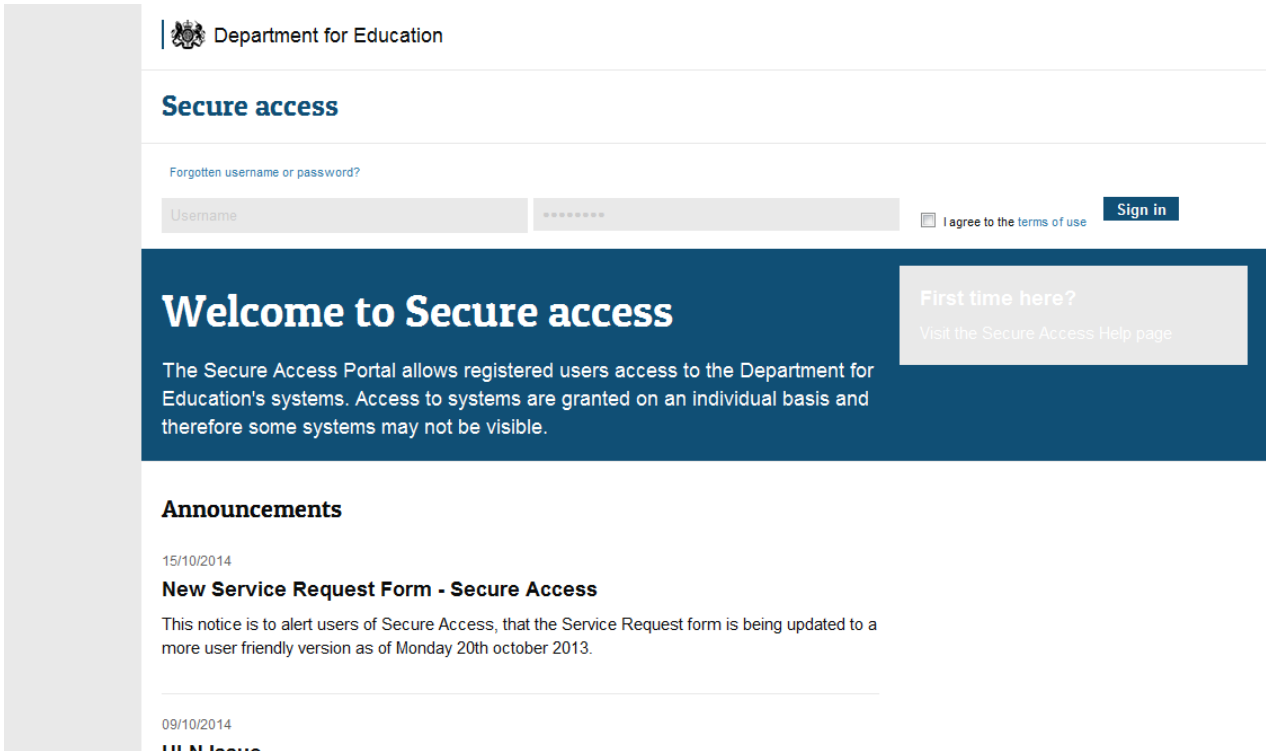 Department for Education
Secure access
Forgotten username or password?
Username ••••••••
I agree to the terms of use Sign in
Welcome to Secure access
The Secure Access Portal allows registered users access to the Department for
Education's systems. Access to systems are granted on an individual basis and
therefore some systems may not be visible.
First time here?
Visit the Secure Access Help page
Announcements
15/10/2014
New Service Request Form - Secure Access
This notice is to alert users of Secure Access, that the Service Request form is being updated to a
more user friendly version as of Monday 20th october 2013.
09/10/2014
ULN Issue